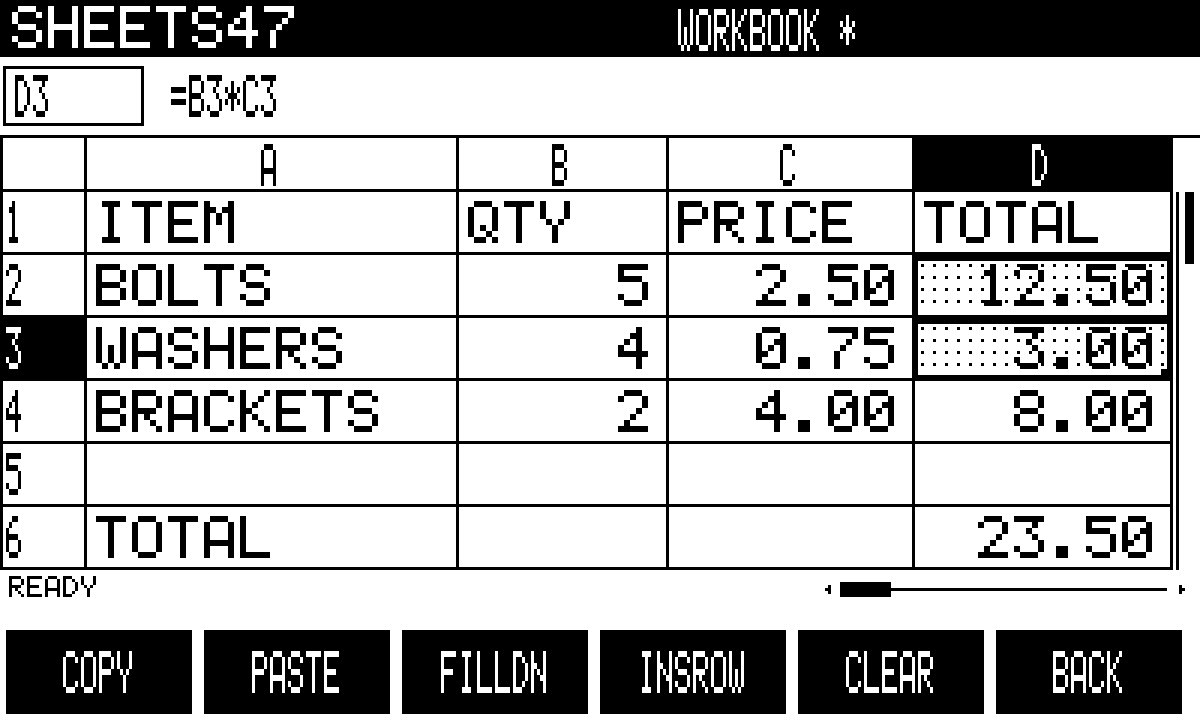 SHEETS47 WORKBOOK *
D3 =B3*C3
A B C D
1 ITEM QTY PRICE TOTAL
2 BOLTS 5 2.50 12.50
3 WASHERS 4 0.75 3.00
4 BRACKETS 2 4.00 8.00
5
6 TOTAL 23.50
READY
COPY PASTE FILLDN INSROW CLEAR BACK